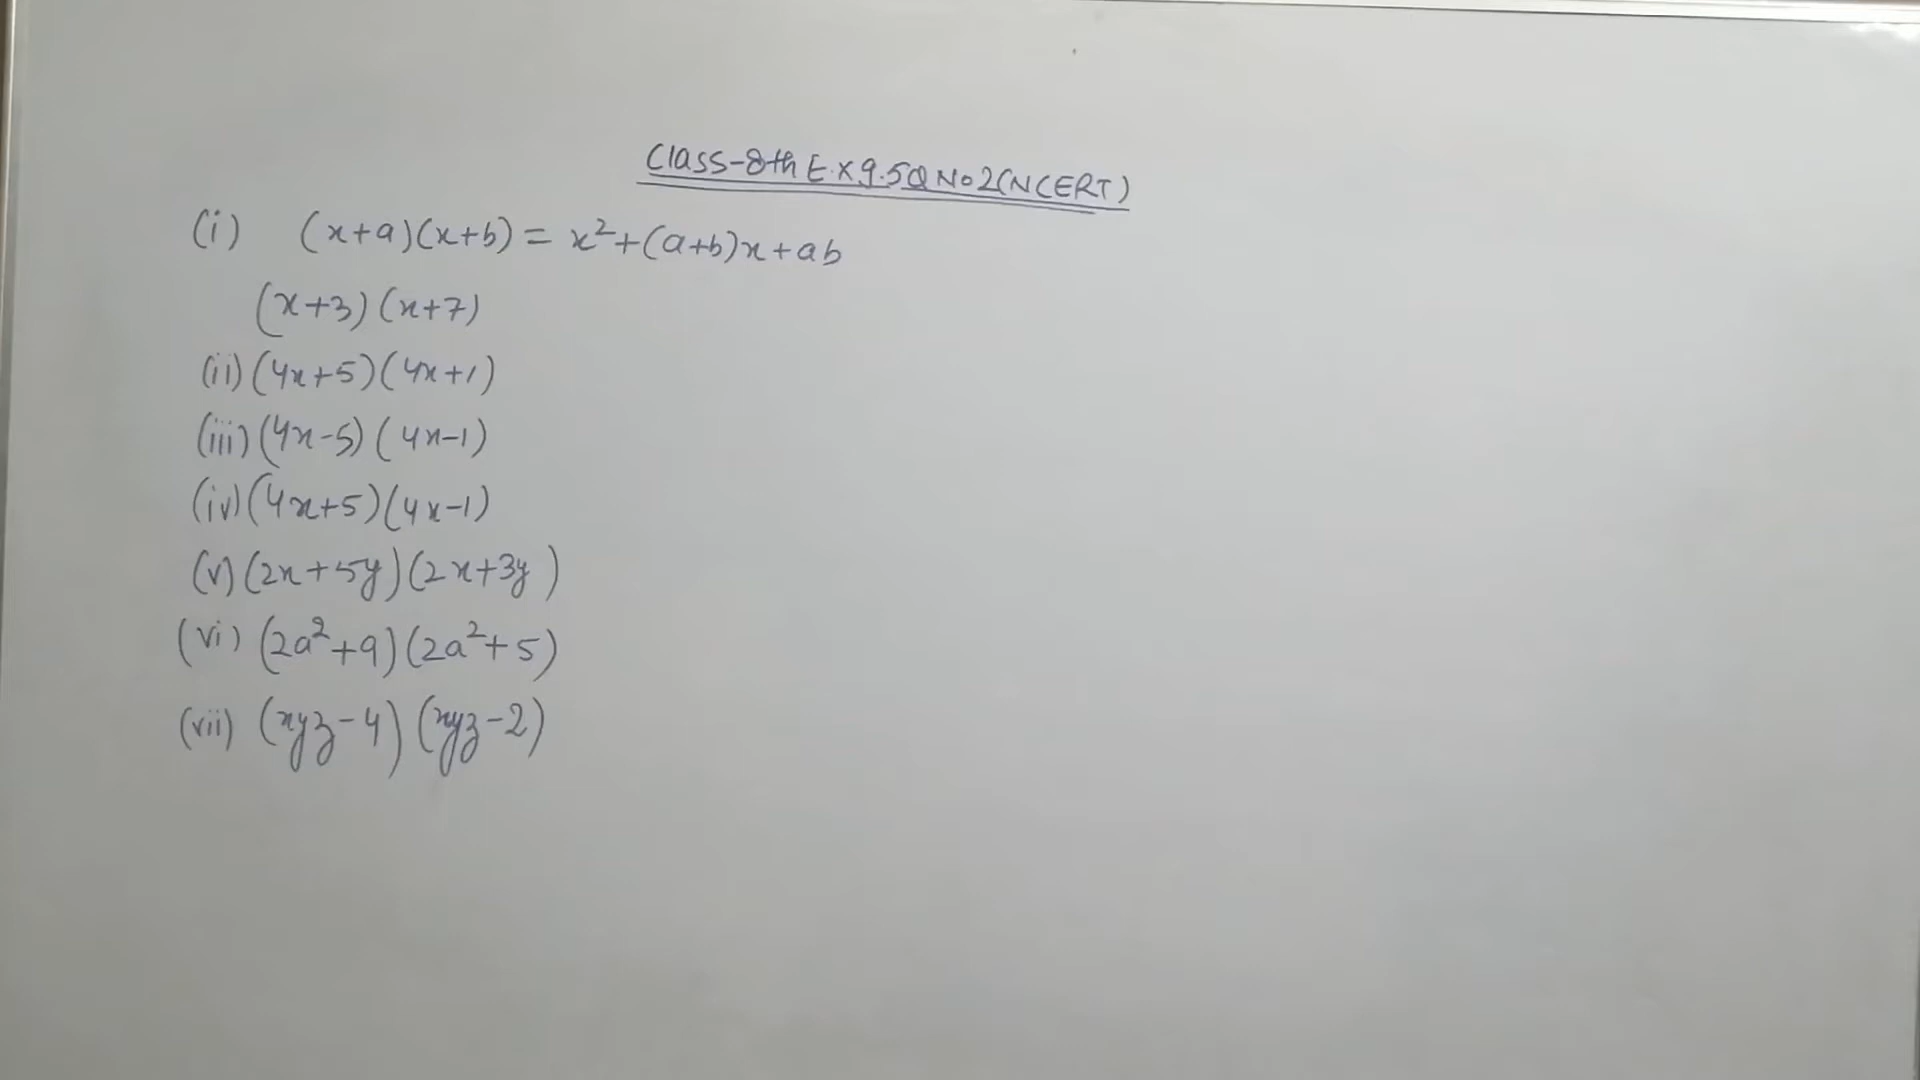 Class-8th E.x 9.5 Q No 2 (NCERT)
(i) (x+a)(x+b) = x²+(a+b)x+ab
(x+3)(x+7)
(ii) (4x+5)(4x+1)
(iii) (4x-5)(4x-1)
(iv) (4x+5)(4x-1)
(v) (2x+5y)(2x+3y)
(vi) (2a²+9)(2a²+5)
(vii) (xyz-4)(xyz-2)